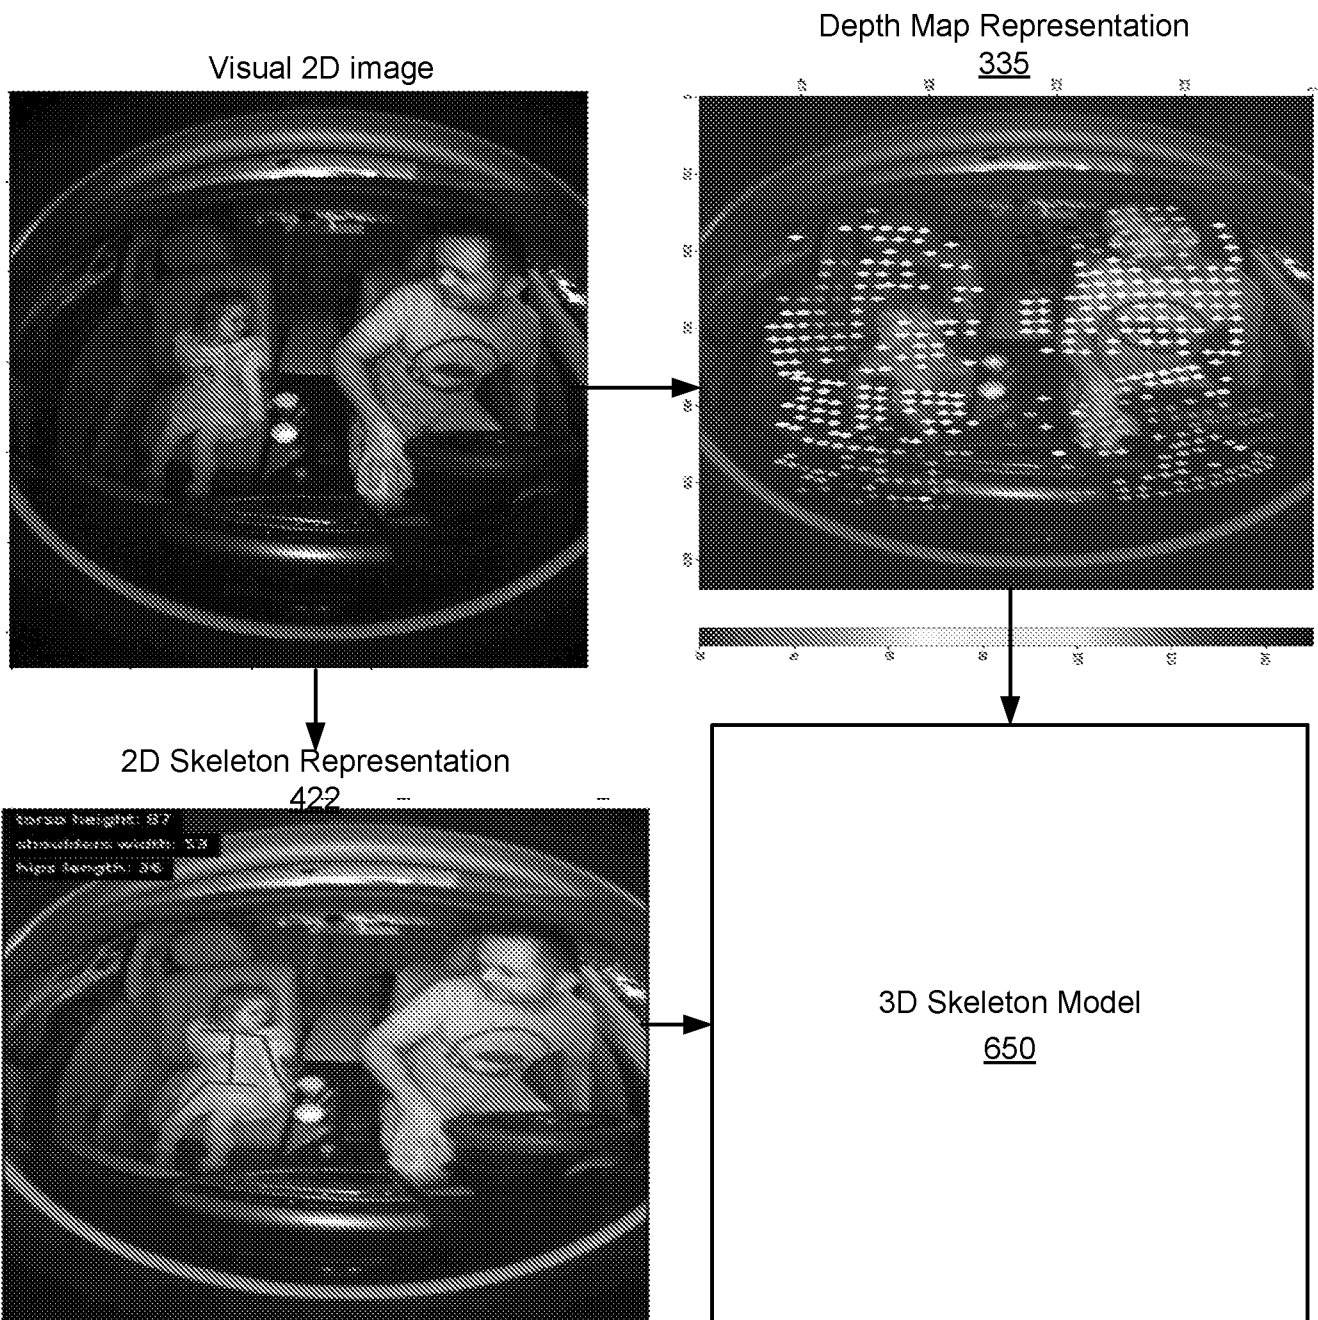 Visual 2D image
Depth Map Representation
335
2D Skeleton Representation
422
torso height: 87
shoulders width: 53
hips length: 36
3D Skeleton Model
650